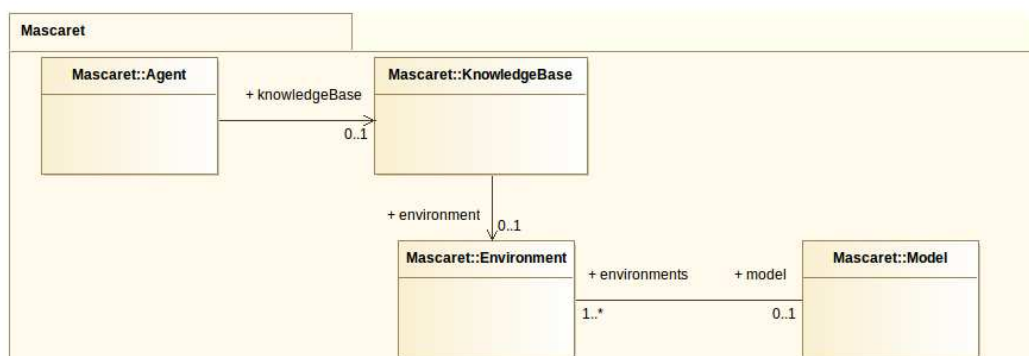 Mascaret
Mascaret::Agent
Mascaret::KnowledgeBase
+ knowledgeBase
0..1
+ environment
0..1
Mascaret::Environment
Mascaret::Model
+ environments
+ model
1..*
0..1